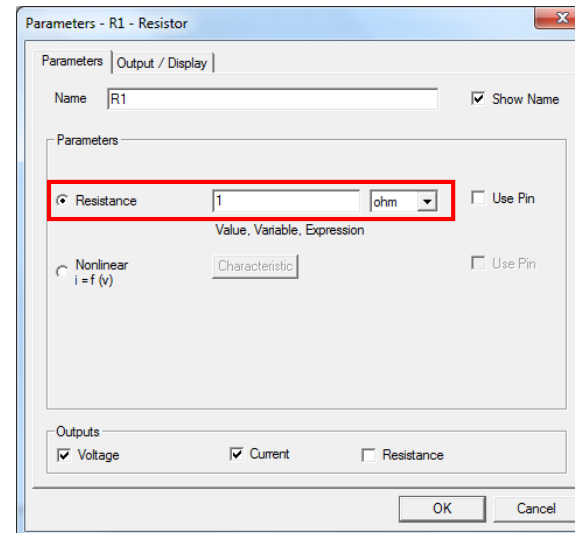 Parameters - R1 - Resistor
x
Parameters Output / Display
Name R1 Show Name
Parameters
Resistance 1 ohm Use Pin
Value, Variable, Expression
Nonlinear Characteristic Use Pin
i = f (v)
Outputs
Voltage Current Resistance
OK Cancel